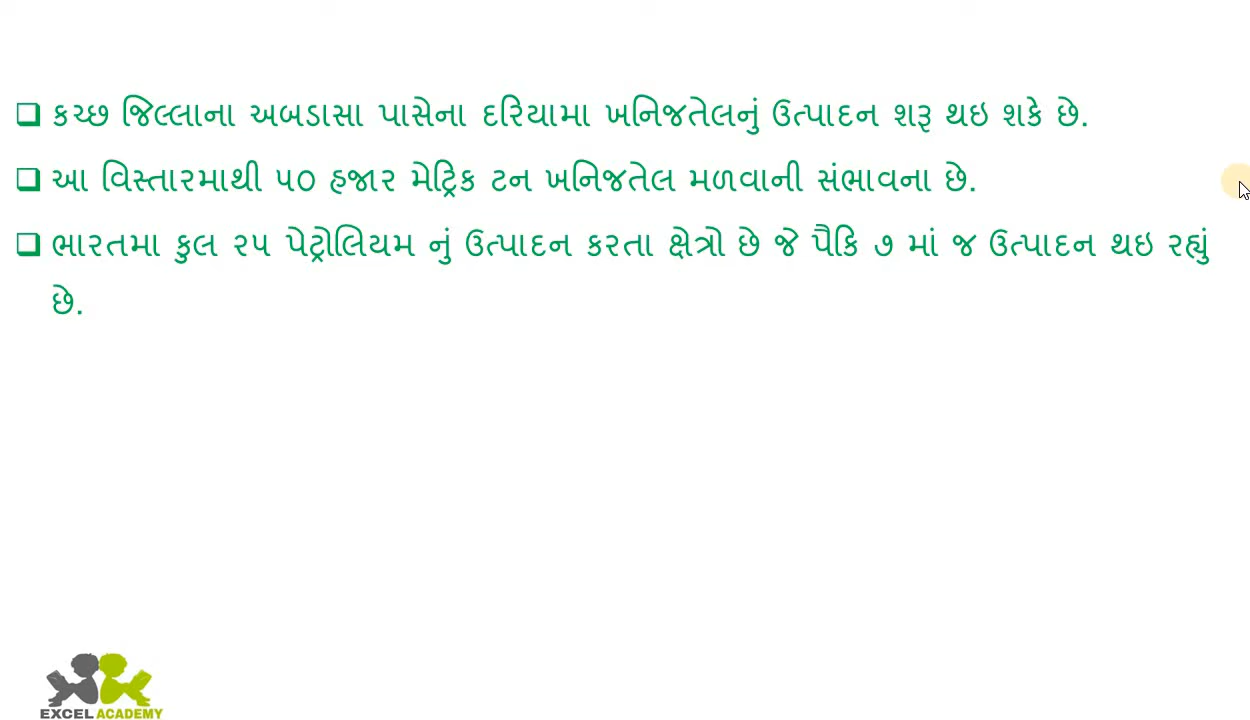 ❑ કચ્છ જિલ્લાના અબડાસા પાસેના દરિયામા ખનિજતેલનું ઉત્પાદન શરૂ થઇ શકે છે.
❑ આ વિસ્તારમાથી ૫૦ હજાર મેટ્રિક ટન ખનિજતેલ મળવાની સંભાવના છે.
❑ ભારતમા કુલ ૨૫ પેટ્રોલિયમ નું ઉત્પાદન કરતા ક્ષેત્રો છે જે પૈકિ ૭ માં જ ઉત્પાદન થઇ રહ્યું
છે.
EXCEL ACADEMY